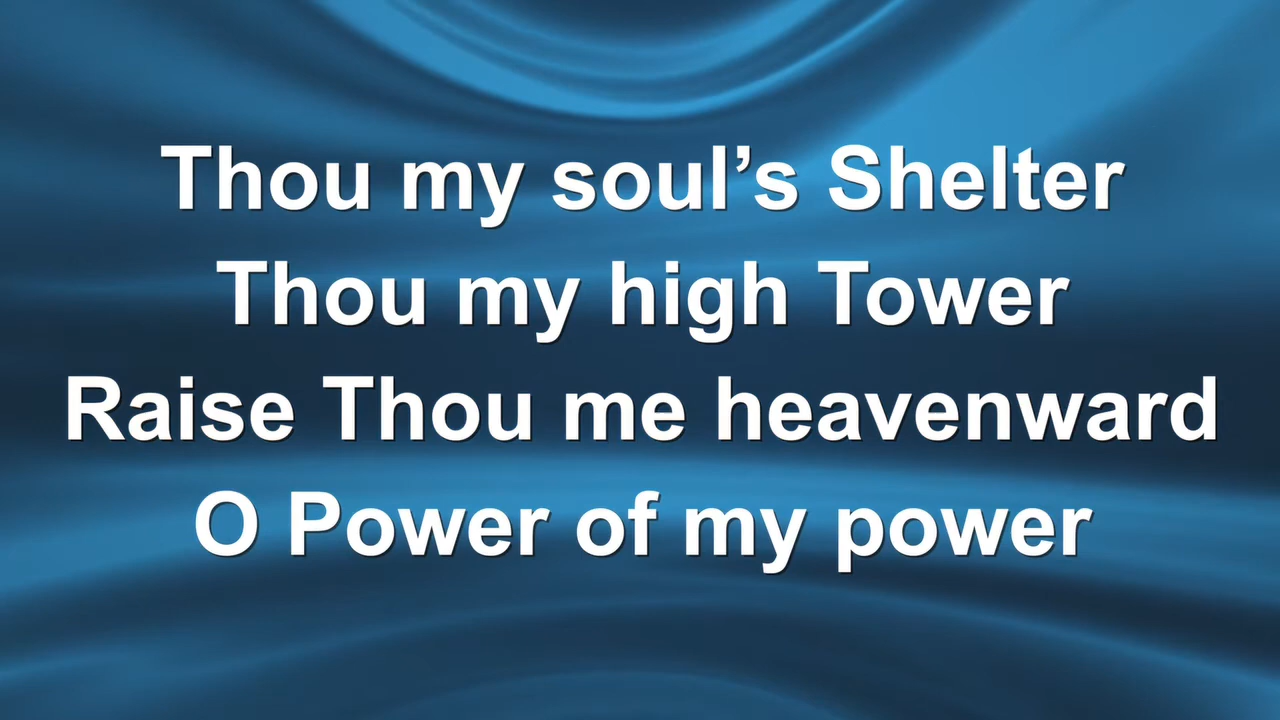 Thou my soul’s Shelter
Thou my high Tower
Raise Thou me heavenward
O Power of my power